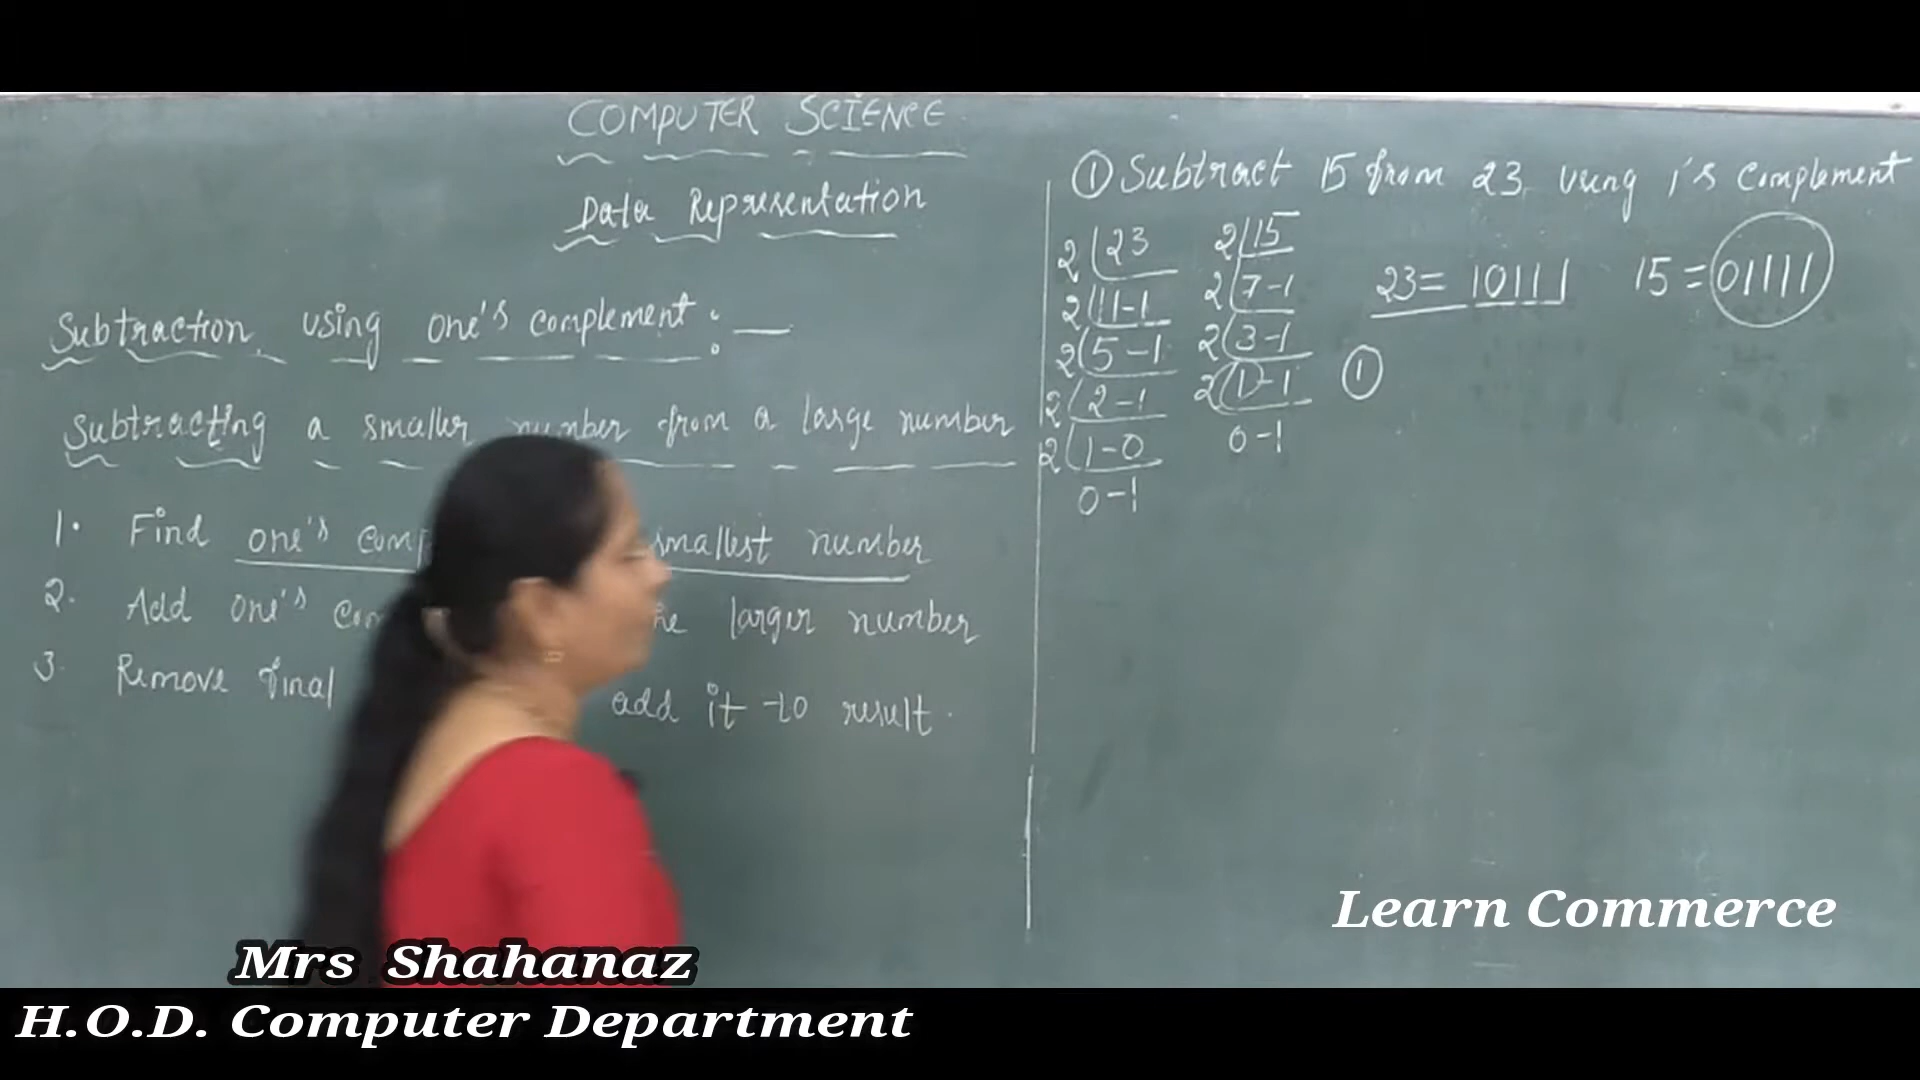 COMPUTER SCIENCE
Data Representation
Subtraction using one's complement:—
Subtracting a smaller number from a large number
1. Find one's comp smallest number
2. Add one's com larger number
3. Remove final add it to result.
① Subtract 15 from 23 using 1's complement
2 23
2 11-1
2 5-1
2 2-1
2 1-0
0-1
2 15
2 7-1
2 3-1
2 1-1
0-1
23= 10111 15=01111
①
Learn Commerce
Mrs Shahanaz
H.O.D. Computer Department